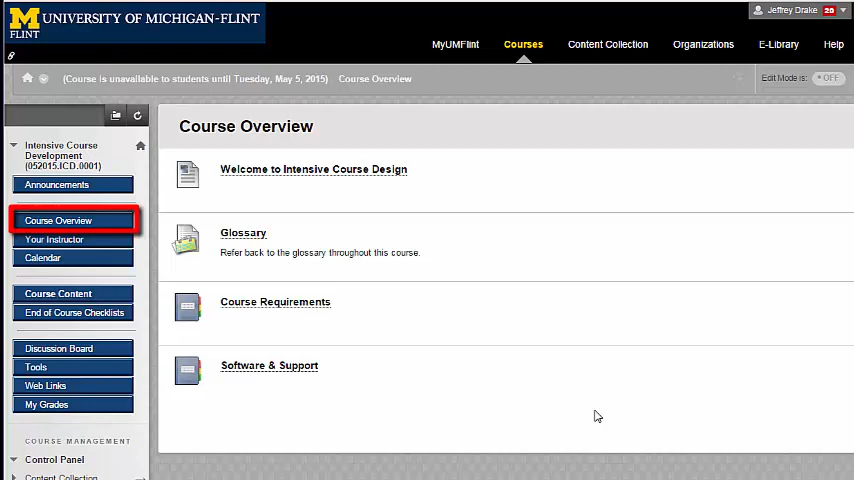 M UNIVERSITY OF MICHIGAN-FLINT
FLINT
Jeffrey Drake 20
MyUMFlint Courses Content Collection Organizations E-Library Help
(Course is unavailable to students until Tuesday, May 5, 2015) Course Overview
Edit Mode is: OFF
Intensive Course
Development
(052015.ICD.0001)
Announcements
Course Overview
Your Instructor
Calendar
Course Content
End of Course Checklists
Discussion Board
Tools
Web Links
My Grades
COURSE MANAGEMENT
Control Panel
Content Collection
Course Overview
Welcome to Intensive Course Design
Glossary
Refer back to the glossary throughout this course.
Course Requirements
Software & Support